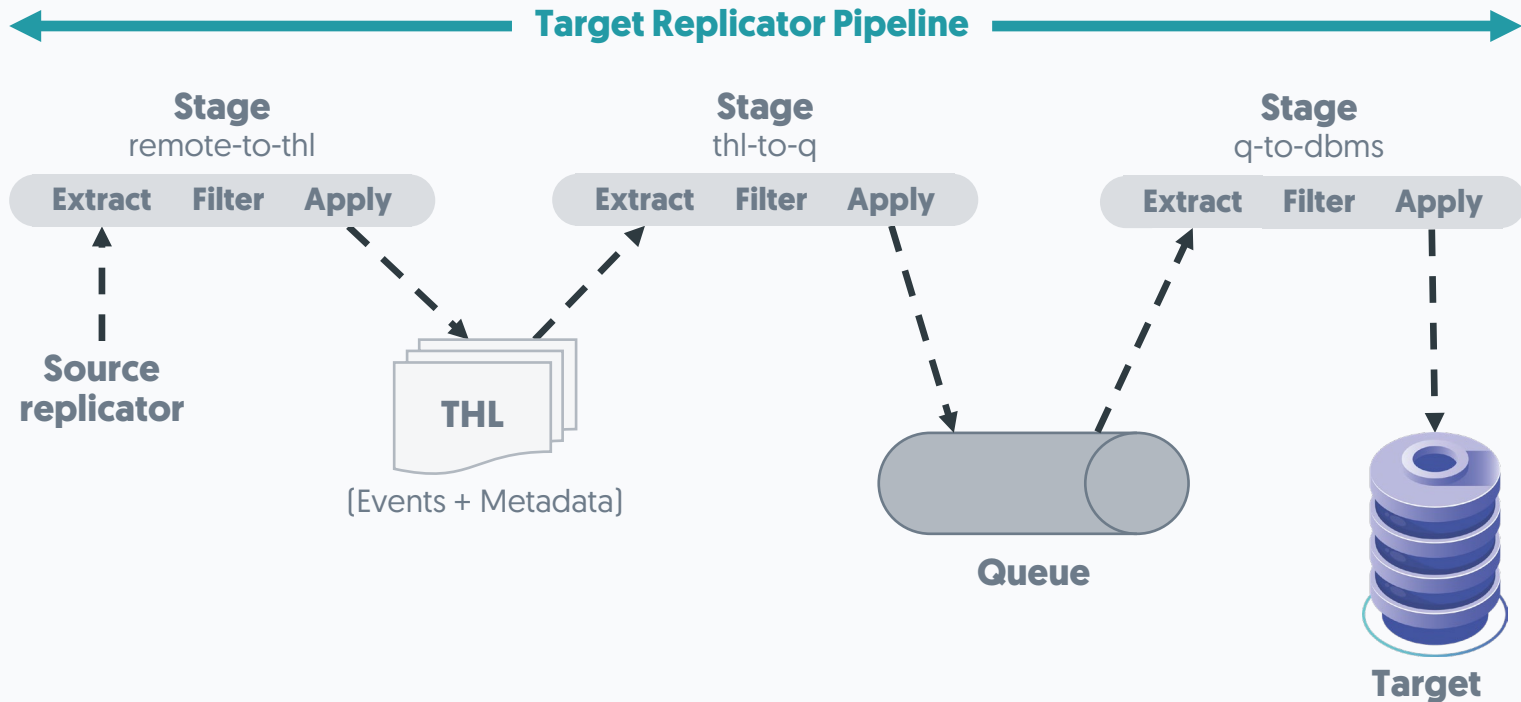 Target Replicator Pipeline
Stage
remote-to-thl
Extract Filter Apply
Stage
thl-to-q
Extract Filter Apply
Stage
q-to-dbms
Extract Filter Apply
Source
replicator
THL
(Events + Metadata)
Queue
Target